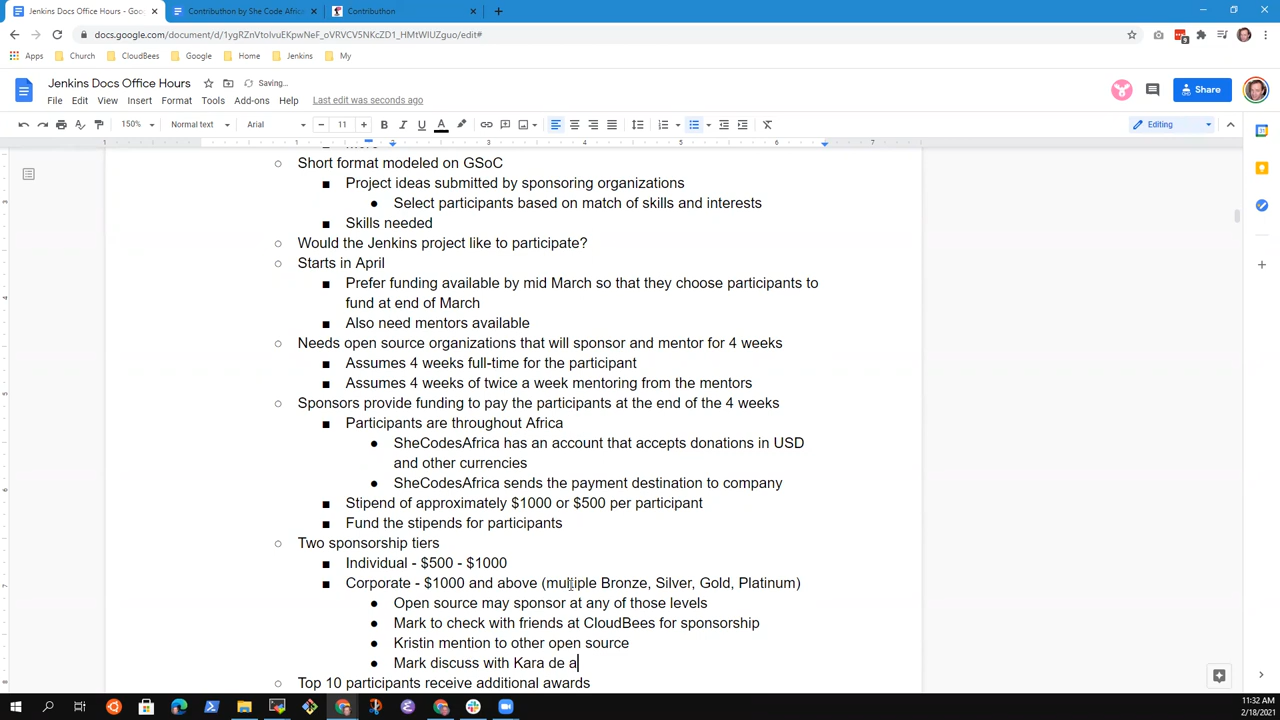 Jenkins Docs Office Hours - G
Contributhon by She Code Africa
Contributhon
docs.google.com/document/d/1ygRZnVtoIvuEKpwNeF_oVRVCV5NKcZD1_HMtWIUZguo/edit#
Apps Church CloudBees Google Home Jenkins My
Jenkins Docs Office Hours
Saving...
Share
File Edit View Insert Format Tools Add-ons Help Last edit was seconds ago
150% Normal text Arial 11 Editing
1 1 2 3 4 5 6 7
Short format modeled on GSoC
Project ideas submitted by sponsoring organizations
Select participants based on match of skills and interests
Skills needed
Would the Jenkins project like to participate?
Starts in April
Prefer funding available by mid March so that they choose participants to
fund at end of March
Also need mentors available
Needs open source organizations that will sponsor and mentor for 4 weeks
Assumes 4 weeks full-time for the participant
Assumes 4 weeks of twice a week mentoring from the mentors
Sponsors provide funding to pay the participants at the end of the 4 weeks
Participants are throughout Africa
SheCodesAfrica has an account that accepts donations in USD
and other currencies
SheCodesAfrica sends the payment destination to company
Stipend of approximately $1000 or $500 per participant
Fund the stipends for participants
Two sponsorship tiers
Individual - $500 - $1000
Corporate - $1000 and above (multiple Bronze, Silver, Gold, Platinum)
Open source may sponsor at any of those levels
Mark to check with friends at CloudBees for sponsorship
Kristin mention to other open source
Mark discuss with Kara de a
Top 10 participants receive additional awards
11:32 AM
2/18/2021